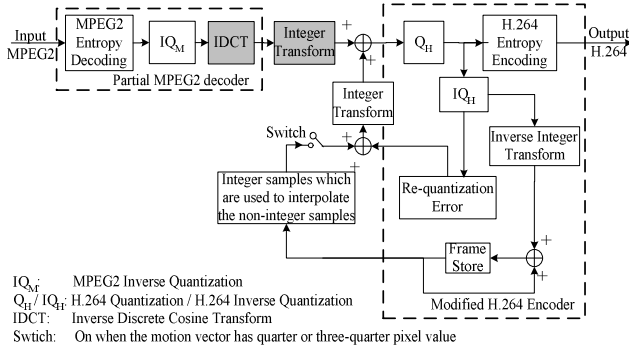 Input
MPEG2
MPEG2
Entropy
Decoding
IQM
IDCT
Partial MPEG2 decoder
Integer
Transform
+
+
QH
H.264
Entropy
Encoding
Output
H.264
IQH
Integer
Transform
Inverse Integer
Transform
Switch
+
+
Integer samples which
are used to interpolate
the non-integer samples
Re-quantization
Error
Frame
Store
+
+
Modified H.264 Encoder
IQM: MPEG2 Inverse Quantization
QH / IQH: H.264 Quantization / H.264 Inverse Quantization
IDCT: Inverse Discrete Cosine Transform
Swtich: On when the motion vector has quarter or three-quarter pixel value